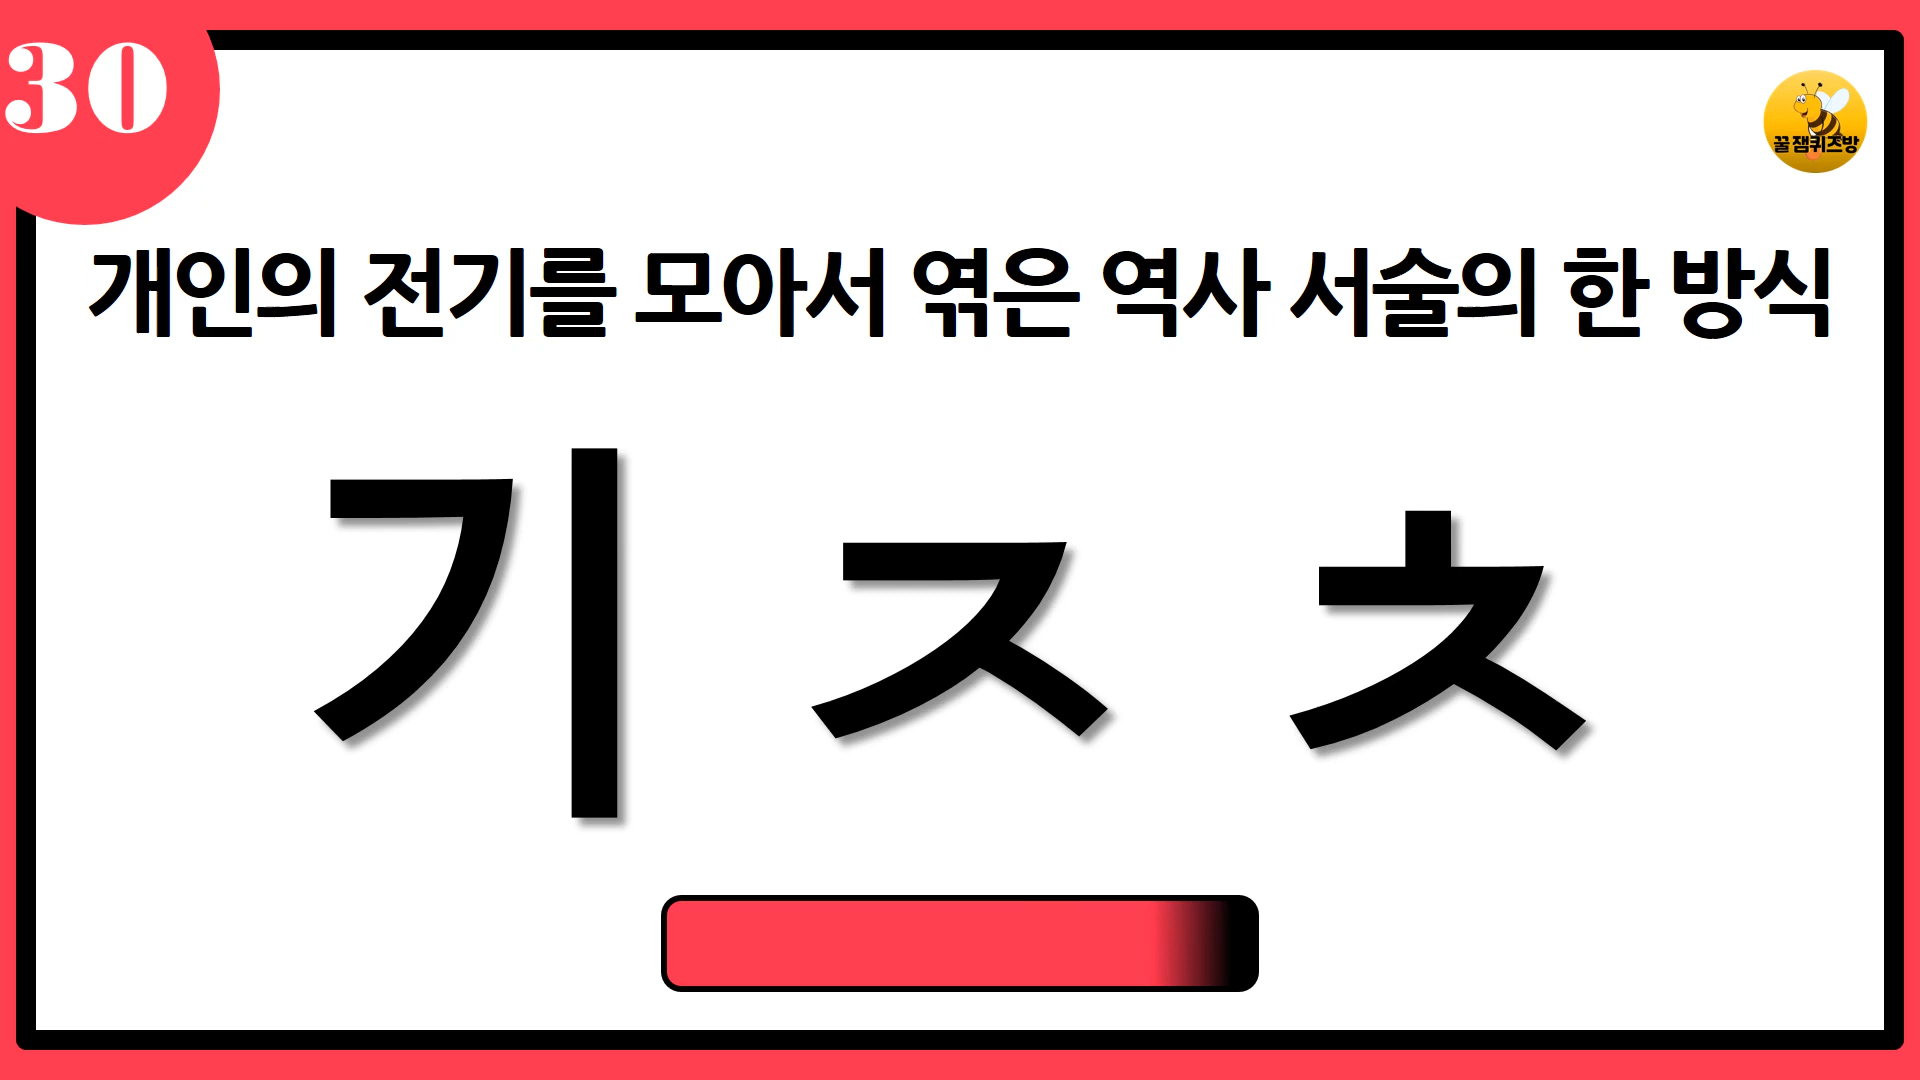 30
꿀잼퀴즈방
개인의 전기를 모아서 엮은 역사 서술의 한 방식
기 ㅈ ㅊ